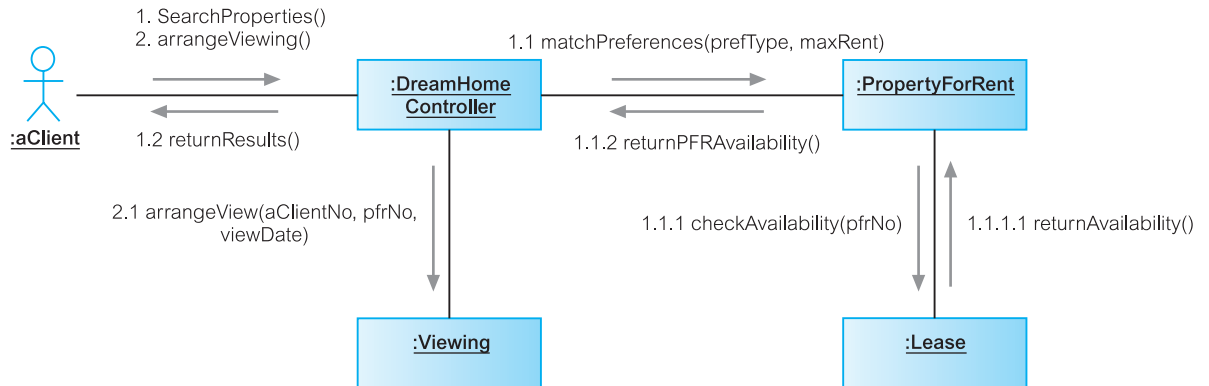 1. SearchProperties()
2. arrangeViewing()
1.1 matchPreferences(prefType, maxRent)
:DreamHome
Controller
:PropertyForRent
:aClient
1.2 returnResults()
1.1.2 returnPFRAvailability()
2.1 arrangeView(aClientNo, pfrNo,
viewDate)
1.1.1 checkAvailability(pfrNo)
1.1.1.1 returnAvailability()
:Viewing
:Lease